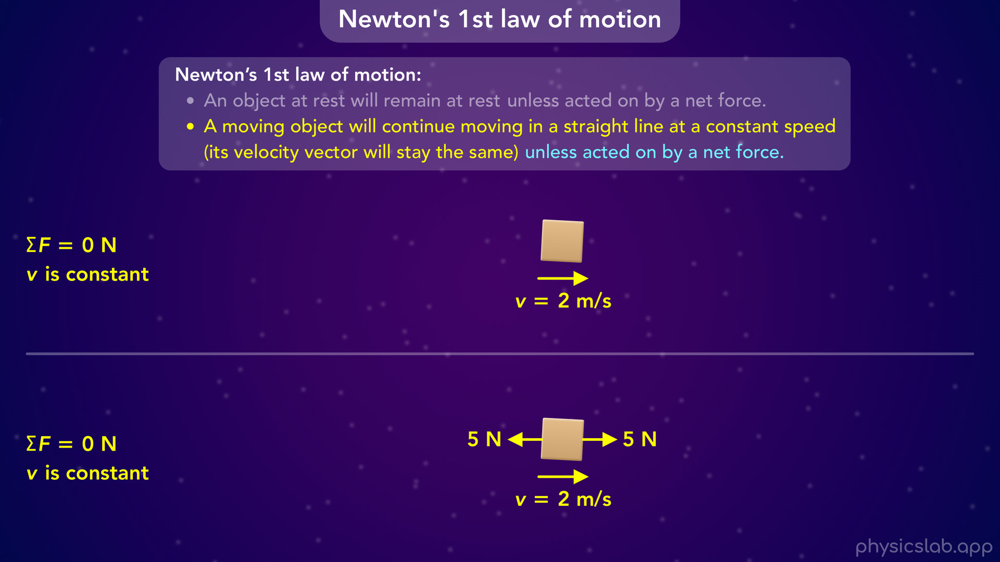 Newton's 1st law of motion
Newton’s 1st law of motion:
• An object at rest will remain at rest unless acted on by a net force.
• A moving object will continue moving in a straight line at a constant speed
(its velocity vector will stay the same) unless acted on by a net force.
ΣF = 0 N
v is constant
v = 2 m/s
ΣF = 0 N
v is constant
5 N 5 N
v = 2 m/s
physicslab.app